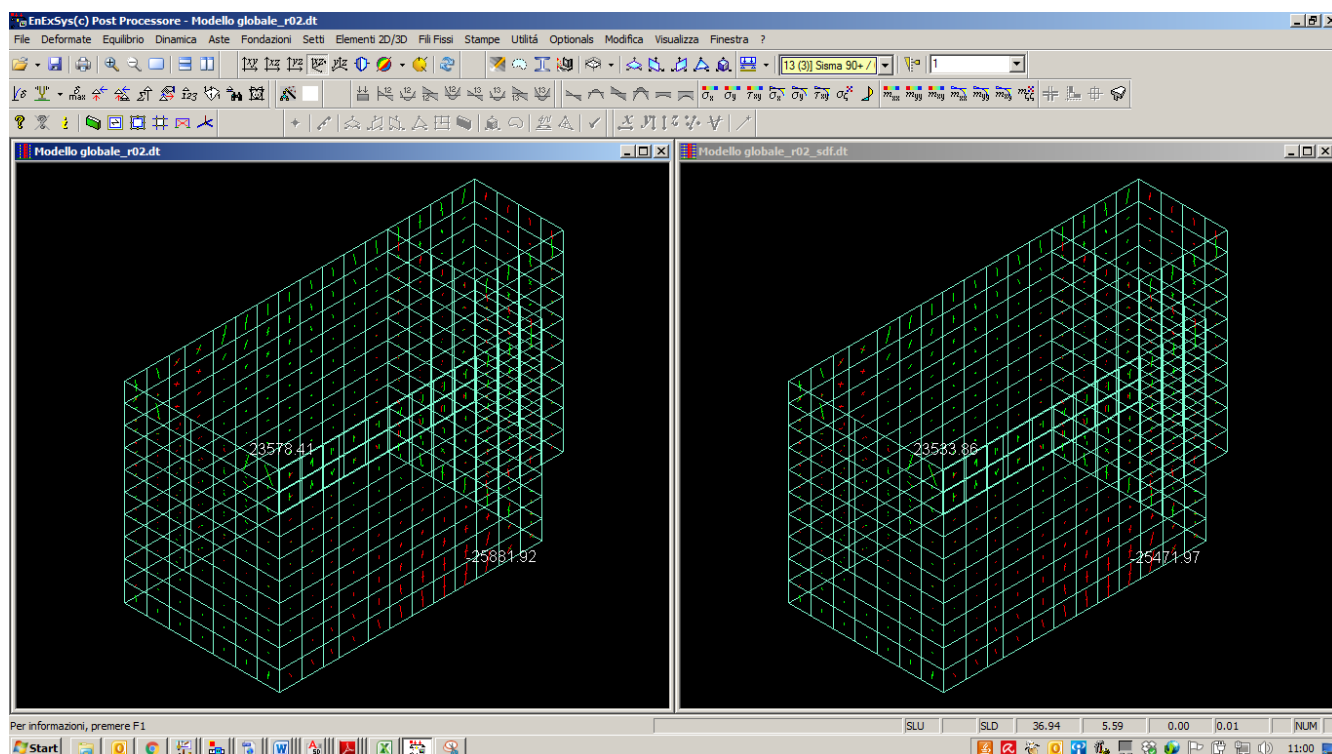 EnExSys(c) Post Processore - Modello globale_r02.dt
File Deformate Equilibrio Dinamica Aste Fondazioni Setti Elementi 2D/3D Fili Fissi Stampe Utilitá Optionals Modifica Visualizza Finestra ?
13 (3)] Sisma 90+ / 1
Modello globale_r02.dt
Modello globale_r02_sdf.dt
23578.41
23533.86
-25881.92
-25471.97
Per informazioni, premere F1 SLU SLD 36.94 5.59 0.00 0.01 NUM
Start 11:00